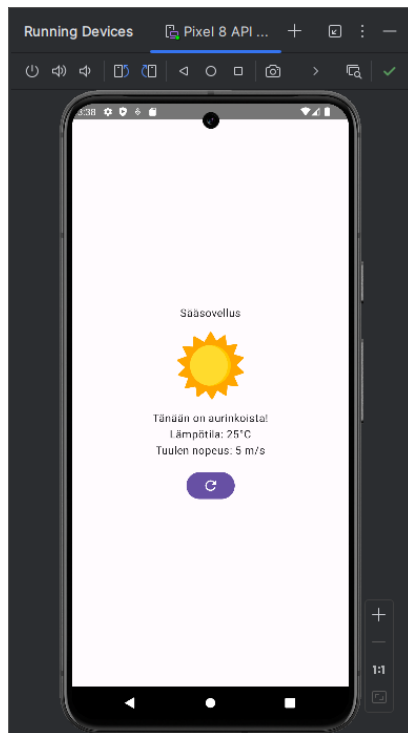 Running Devices
Pixel 8 API ...
3:38
Sääsovellus
Tänään on aurinkoista!
Lämpötila: 25°C
Tuulen nopeus: 5 m/s
1:1